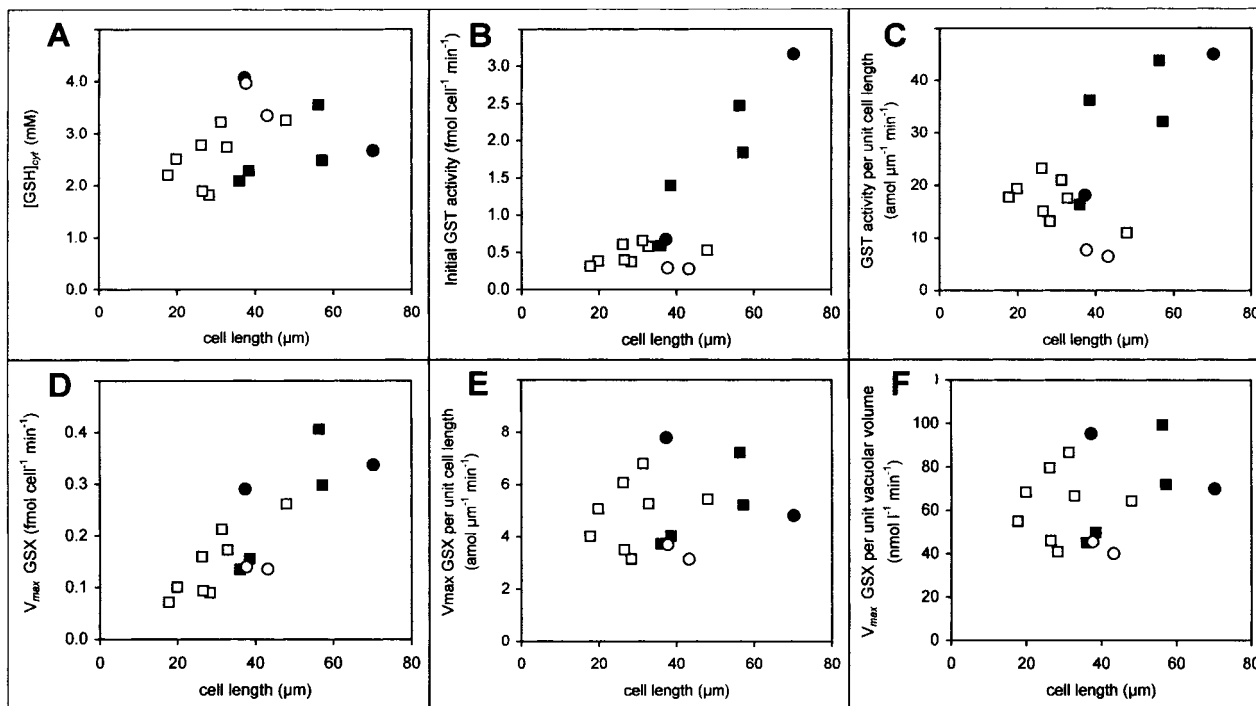 A
[GSH]cyt (mM)
4.0
3.0
2.0
1.0
0.0
0 20 40 60 80
cell length (µm)
B
Initial GST activity (fmol cell⁻¹ min⁻¹)
3.0
2.5
2.0
1.5
1.0
0.5
0.0
0 20 40 60 80
cell length (µm)
C
GST activity per unit cell length
(amol µm⁻¹ min⁻¹)
40
30
20
10
0
0 20 40 60 80
cell length (µm)
D
Vmax GSX (fmol cell⁻¹ min⁻¹)
0.4
0.3
0.2
0.1
0.0
0 20 40 60 80
cell length (µm)
E
Vmax GSX per unit cell length
(amol µm⁻¹ min⁻¹)
8
6
4
2
0
0 20 40 60 80
cell length (µm)
F
Vmax GSX per unit vacuolar volume
(nmol l⁻¹ min⁻¹)
1
100
80
60
40
20
0
0 20 40 60 80
cell length (µm)